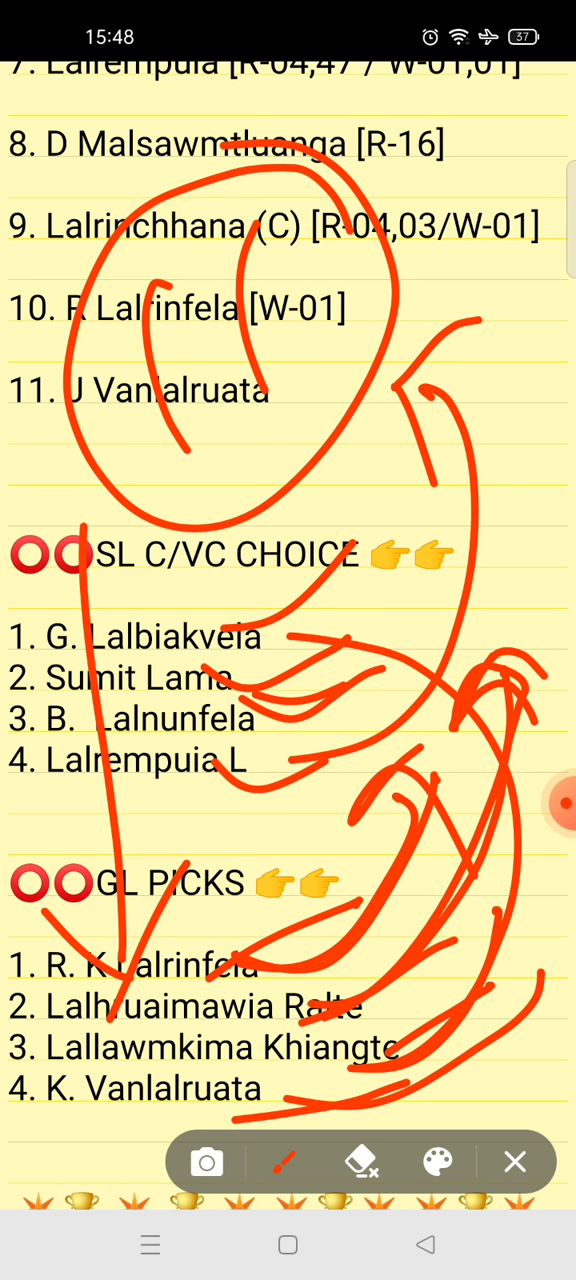 15:48
37
7. Lalrempuia [R-04,47 / W-01,01]
8. D Malsawmtluanga [R-16]
9. Lalrinchhana (C) [R-04,03/W-01]
10. R Lalrinfela [W-01]
11. J Vanlalruata
⭕⭕SL C/VC CHOICE 👉👉
1. G. Lalbiakvela
2. Sumit Lama
3. B. Lalnunfela
4. Lalrempuia L
⭕⭕GL PICKS 👉👉
1. R. K Lalrinfela
2. Lalhruaimawia Ralte
3. Lallawmkima Khiangte
4. K. Vanlalruata